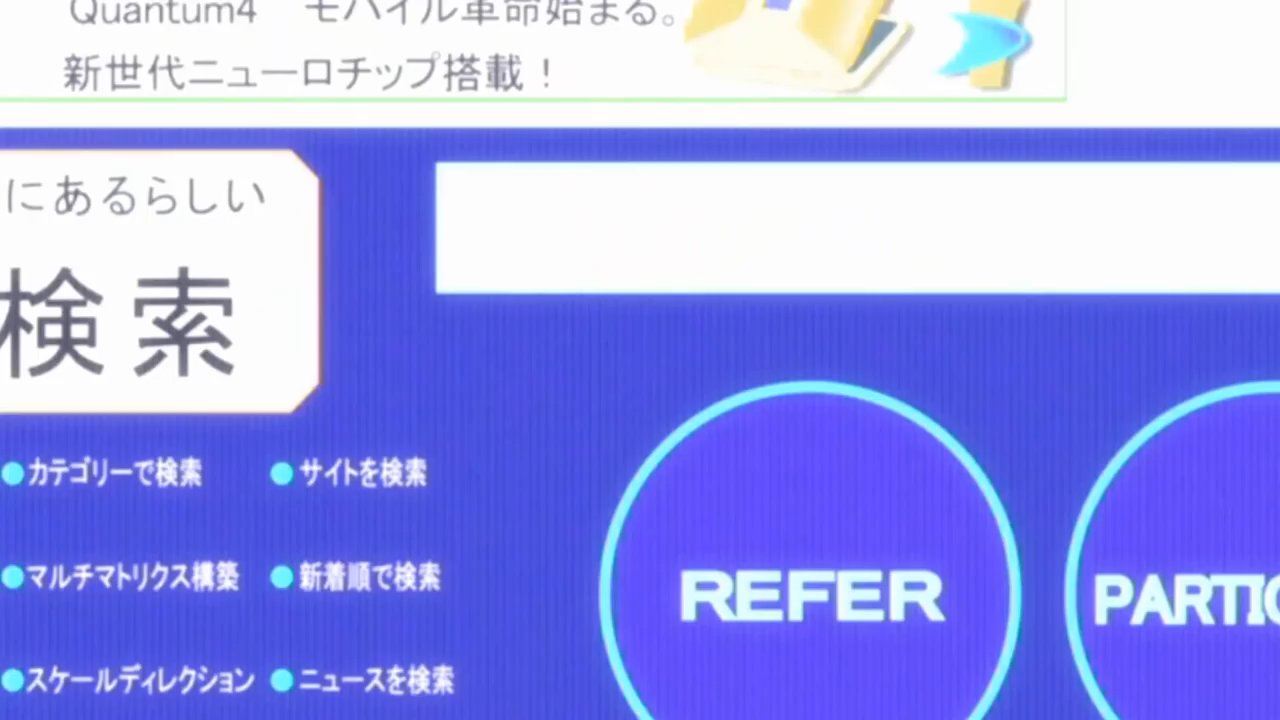 Quantum4　モバイル革命始まる。
新世代ニューロチップ搭載！
にあるらしい
検索
カテゴリーで検索
サイトを検索
マルチマトリクス構築
新着順で検索
スケールディレクション
ニュースを検索
REFER
PARTIC